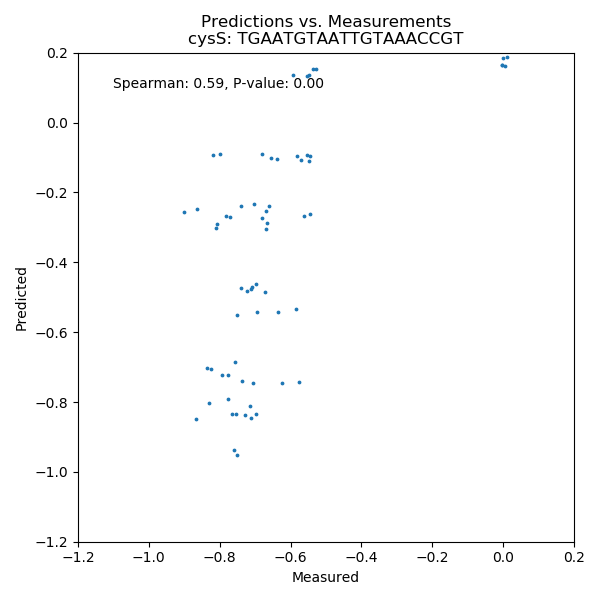 Predictions vs. Measurements
cysS: TGAATGTAATTGTAAACCGT
Spearman: 0.59, P-value: 0.00
0.2
0.0
−0.2
−0.4
−0.6
−0.8
−1.0
−1.2
Predicted
−1.2 −1.0 −0.8 −0.6 −0.4 −0.2 0.0 0.2
Measured